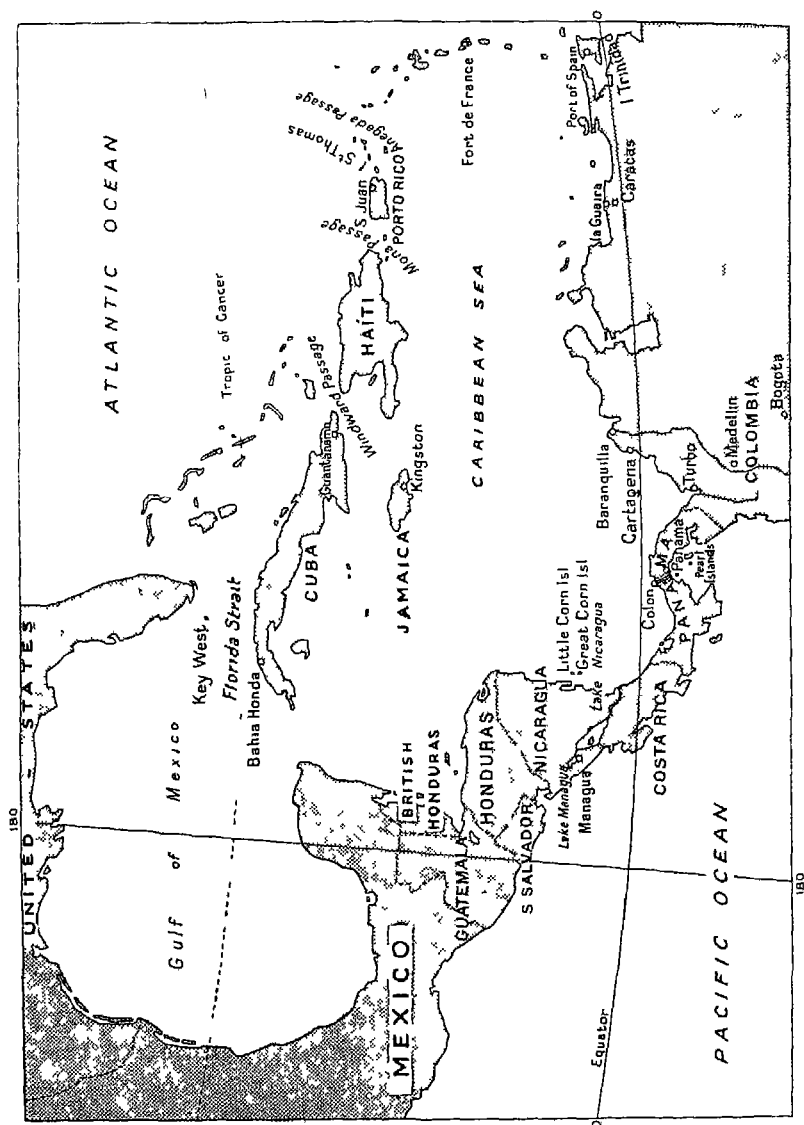 180
UNITED STATES
ATLANTIC OCEAN
Gulf of Mexico
Key West
Florida Strait
Bahia Honda
Tropic of Cancer
CUBA
Guantanamo
Windward Passage
HAÏTI
Mona Passage
S Juan
PORTO RICO
St Thomas
Anegada Passage
JAMAICA
Kingston
Fort de France
CARIBBEAN SEA
MEXICO
BRITISH
HONDURAS
GUATEMALA
HONDURAS
S SALVADOR
NICARAGUA
Lake Managua
Managua
Little Corn Isl
Great Corn Isl
Lake Nicaragua
COSTA RICA
Colon
PANAMA
Panama
Pearl
Islands
Baranquilla
Cartagena
Turbo
Medellin
COLOMBIA
Bogota
la Guaira
Caracas
Port of Spain
I Trinidad
0
Equator
0
PACIFIC OCEAN
180